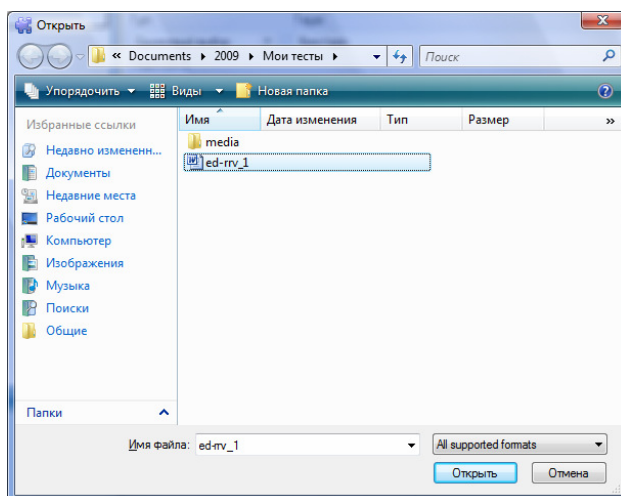 Открыть
« Documents ▸ 2009 ▸ Мои тесты ▸ Поиск
Упорядочить Виды Новая папка
Избранные ссылки
Имя Дата изменения Тип Размер »
Недавно измененн...
Документы
Недавние места
Рабочий стол
Компьютер
Изображения
Музыка
Поиски
Общие
media
ed-rrv_1
Папки
Имя файла: ed-rrv_1 All supported formats
Открыть Отмена